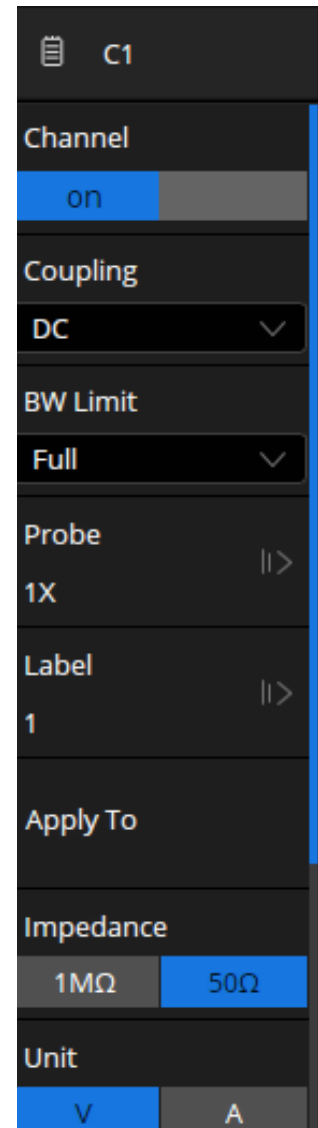 C1
Channel
on
Coupling
DC
BW Limit
Full
Probe
1X
Label
1
Apply To
Impedance
1MΩ 50Ω
Unit
V A